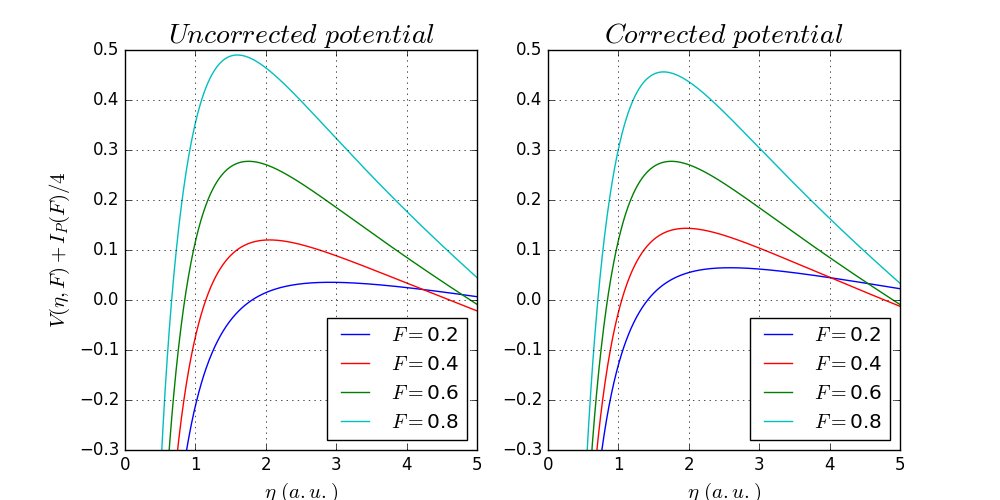 Uncorrected potential
Corrected potential
V(η, F) + I_P(F)/4
0.5
0.4
0.3
0.2
0.1
0.0
−0.1
−0.2
−0.3
0 1 2 3 4 5
η (a.u.)
F = 0.2
F = 0.4
F = 0.6
F = 0.8
0.5
0.4
0.3
0.2
0.1
0.0
−0.1
−0.2
−0.3
0 1 2 3 4 5
η (a.u.)
F = 0.2
F = 0.4
F = 0.6
F = 0.8